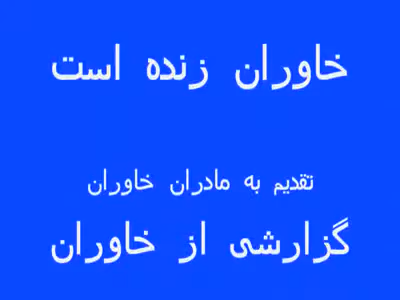 خاوران زنده است
تقدیم به مادران خاوران
گزارشی از خاوران